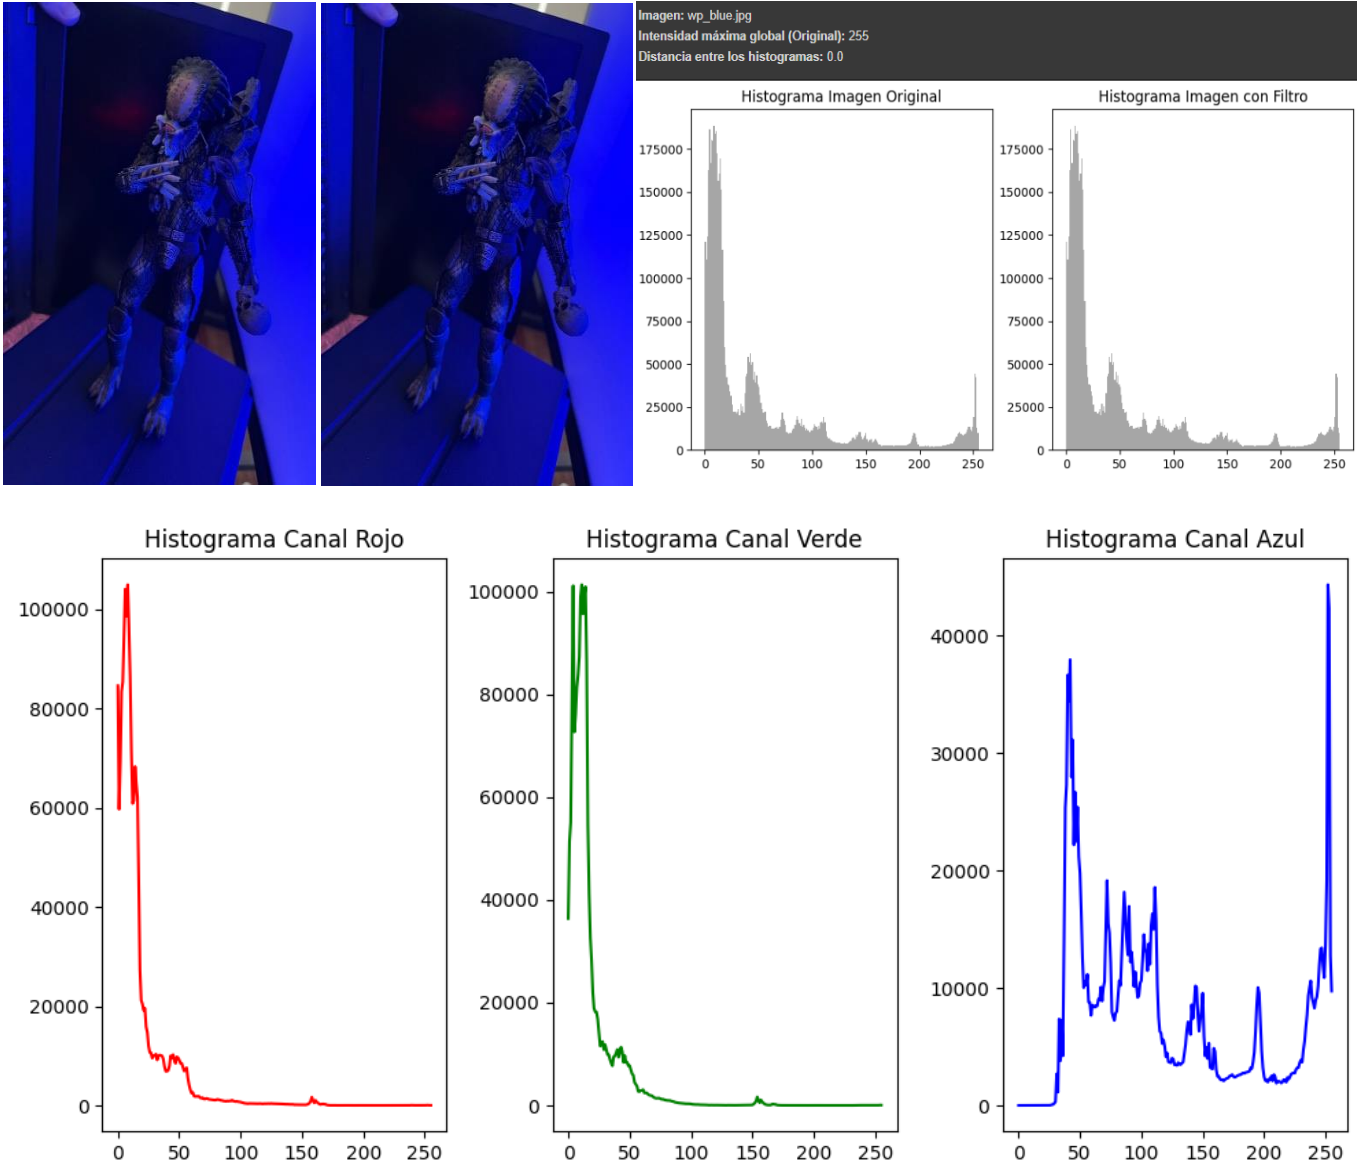 Imagen: wp_blue.jpg
Intensidad máxima global (Original): 255
Distancia entre los histogramas: 0.0
Histograma Imagen Original
175000
150000
125000
100000
75000
50000
25000
0
0 50 100 150 200 250
Histograma Imagen con Filtro
175000
150000
125000
100000
75000
50000
25000
0
0 50 100 150 200 250
Histograma Canal Rojo
100000
80000
60000
40000
20000
0
0 50 100 150 200 250
Histograma Canal Verde
100000
80000
60000
40000
20000
0
0 50 100 150 200 250
Histograma Canal Azul
40000
30000
20000
10000
0
0 50 100 150 200 250